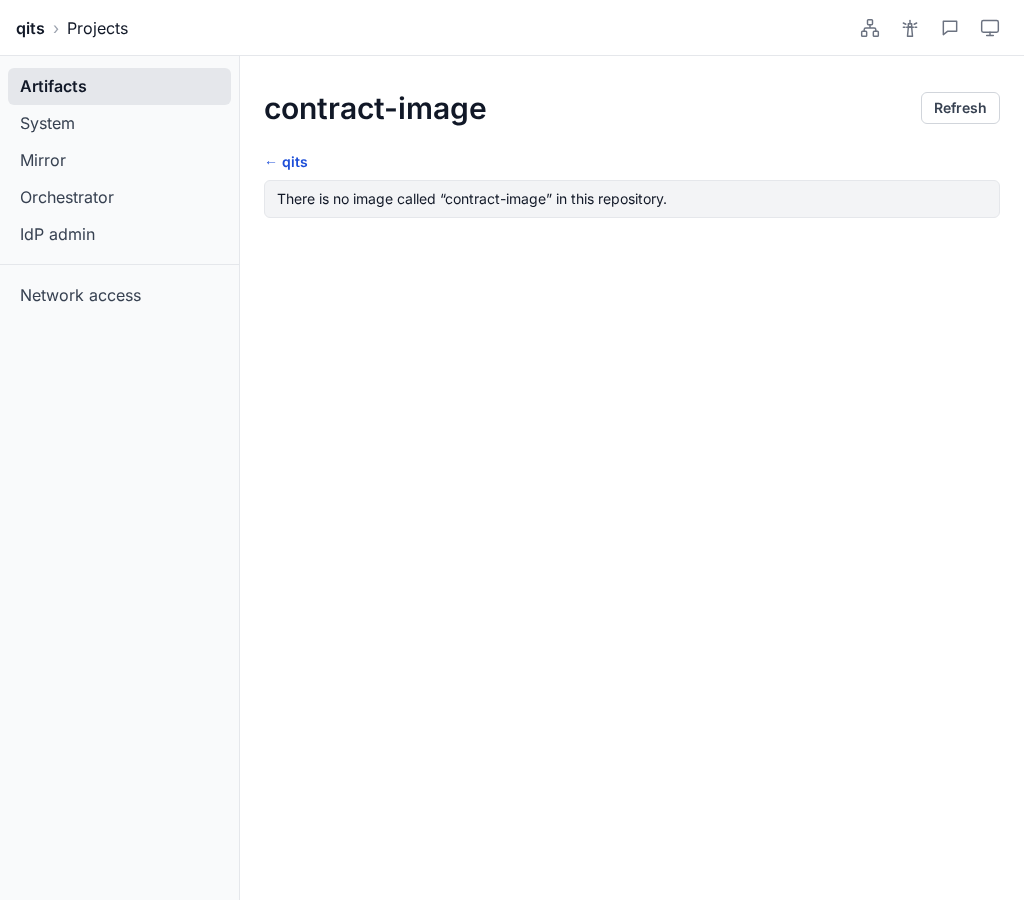 qits › Projects
Artifacts
System
Mirror
Orchestrator
IdP admin
Network access
contract-image
Refresh
← qits
There is no image called “contract-image” in this repository.